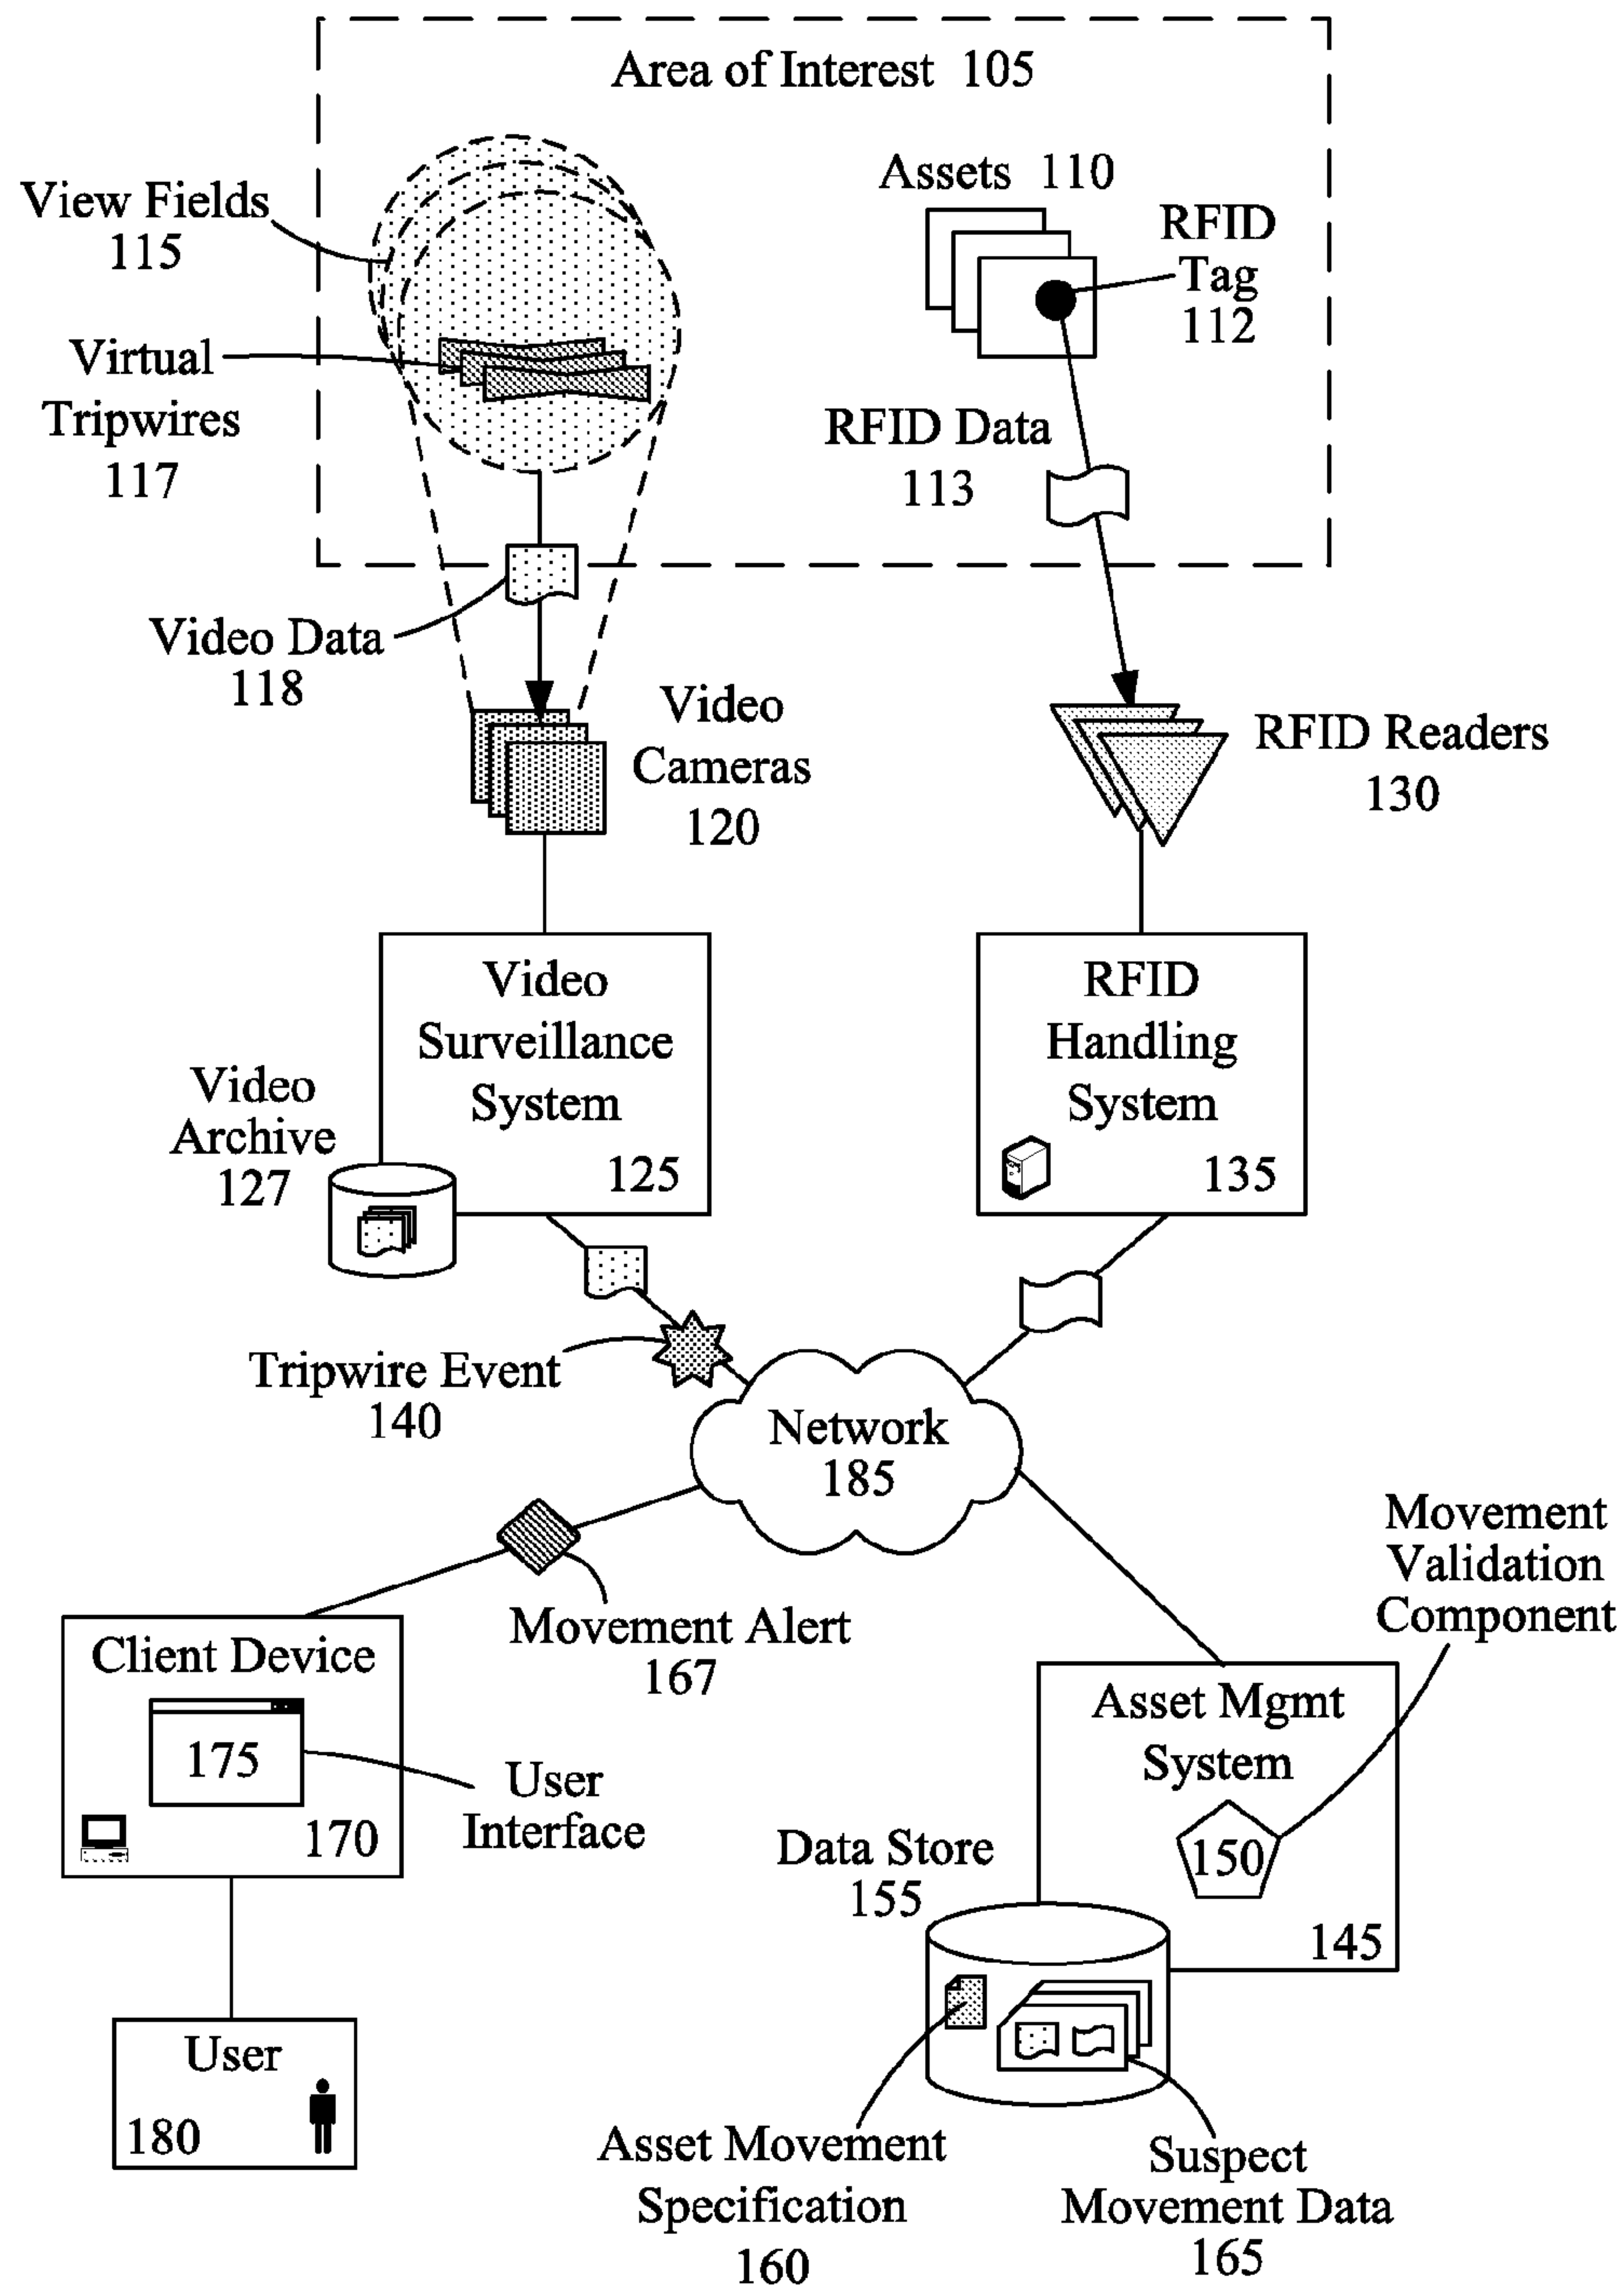 Area of Interest 105
View Fields
115
Assets 110
RFID
Tag
112
Virtual
Tripwires
117
RFID Data
113
Video Data
118
Video
Cameras
120
RFID Readers
130
Video
Surveillance
System
125
RFID
Handling
System
135
Video
Archive
127
Tripwire Event
140
Network
185
Movement
Validation
Component
Movement Alert
167
Client Device
175
170
User
Interface
Asset Mgmt
System
150
145
Data Store
155
User
180
Asset Movement
Specification
160
Suspect
Movement Data
165